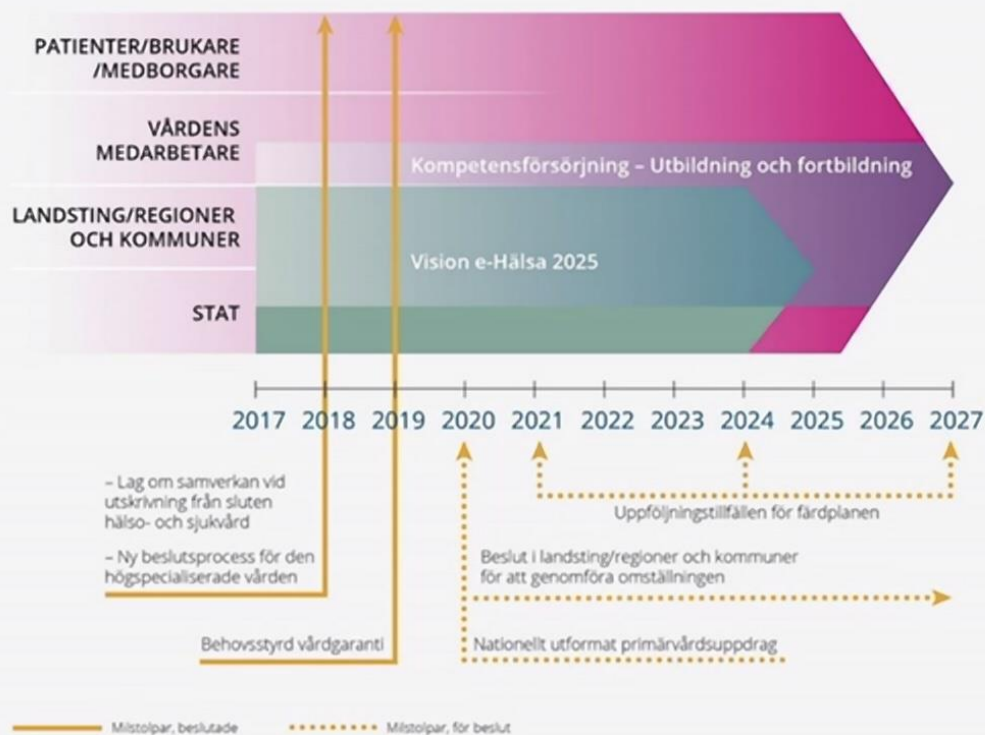 PATIENTER/BRUKARE
/MEDBORGARE
VÅRDENS
MEDARBETARE
Kompetensförsörjning – Utbildning och fortbildning
LANDSTING/REGIONER
OCH KOMMUNER
Vision e-Hälsa 2025
STAT
2017 2018 2019 2020 2021 2022 2023 2024 2025 2026 2027
– Lag om samverkan vid
utskrivning från sluten
hälso- och sjukvård
– Ny beslutsprocess för den
högspecialiserade vården
Behovsstyrd vårdgaranti
Uppföljningstillfällen för färdplanen
Beslut i landsting/regioner och kommuner
för att genomföra omställningen
Nationellt utformat primärvårdsuppdrag
Milstolpar, beslutade
Milstolpar, för beslut